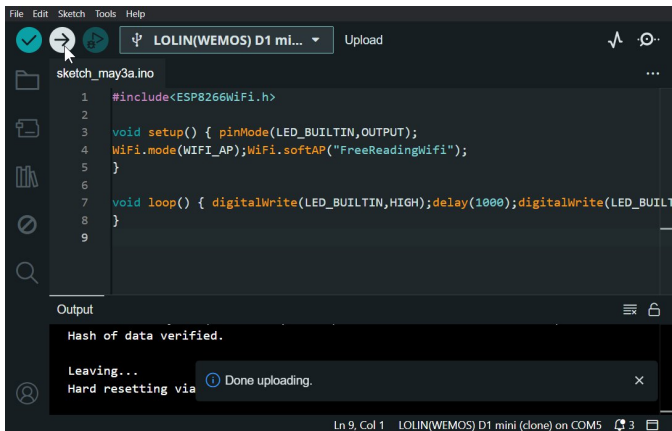 File Edit Sketch Tools Help
LOLIN(WEMOS) D1 mi... Upload
sketch_may3a.ino
1 #include<ESP8266WiFi.h>
2
3 void setup() { pinMode(LED_BUILTIN,OUTPUT);
4 WiFi.mode(WIFI_AP);WiFi.softAP("FreeReadingWifi");
5 }
6
7 void loop() { digitalWrite(LED_BUILTIN,HIGH);delay(1000);digitalWrite(LED_BUILT
8 }
9
Output
Hash of data verified.
Leaving...
Hard resetting via
Done uploading.
Ln 9, Col 1 LOLIN(WEMOS) D1 mini (clone) on COM5 3